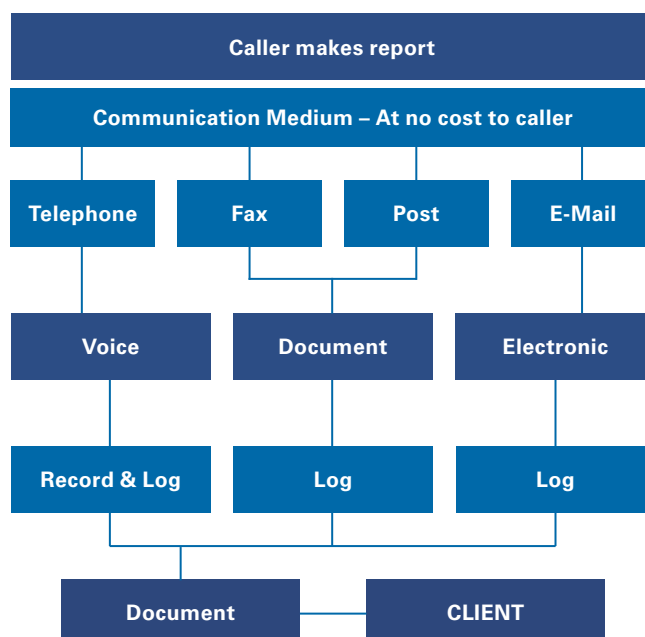 Caller makes report
Communication Medium – At no cost to caller
Telephone
Fax
Post
E-Mail
Voice
Document
Electronic
Record & Log
Log
Log
Document
CLIENT